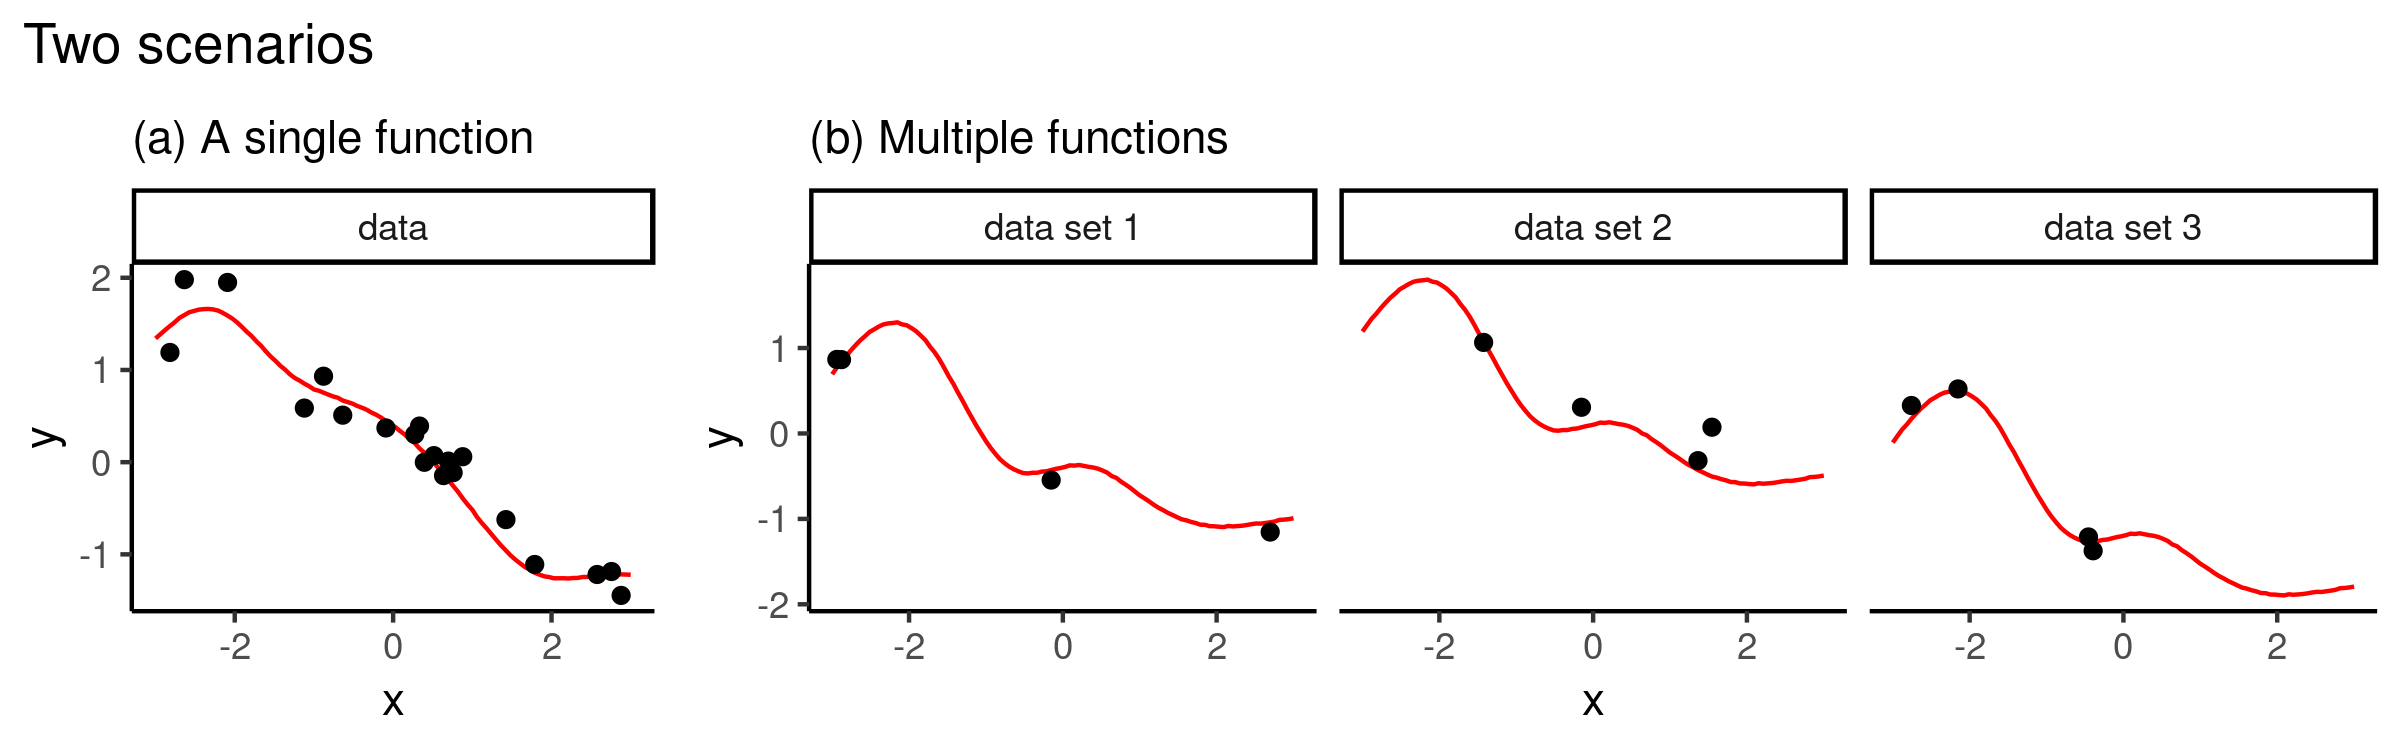 Two scenarios
(a) A single function
data
2
1
0
-1
y
-2 0 2
x
(b) Multiple functions
data set 1 data set 2 data set 3
1
0
-1
-2
y
-2 0 2 -2 0 2 -2 0 2
x